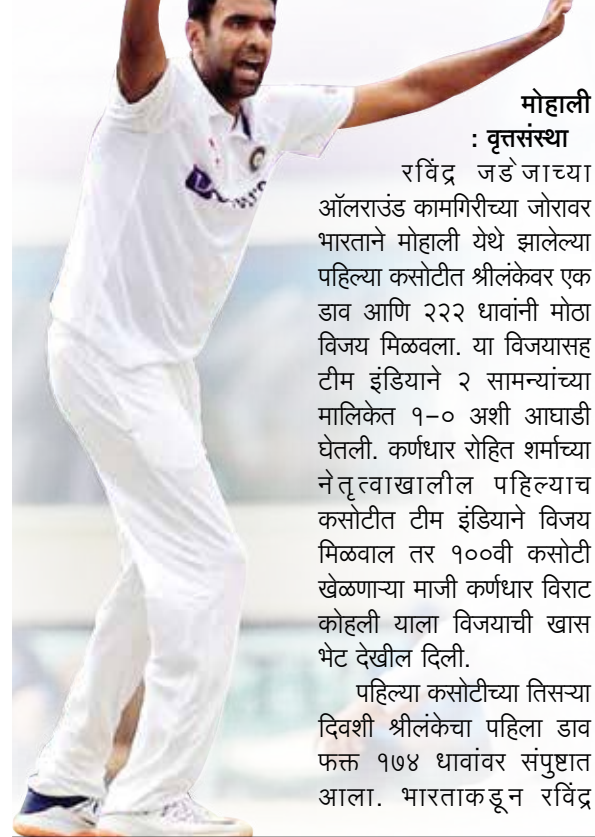 मोहाली
: वृत्तसंस्था
रविंद्र जडेजाच्या
ऑलराउंड कामगिरीच्या जोरावर
भारताने मोहाली येथे झालेल्या
पहिल्या कसोटीत श्रीलंकेवर एक
डाव आणि २२२ धावांनी मोठा
विजय मिळवला. या विजयासह
टीम इंडियाने २ सामन्यांच्या
मालिकेत १-० अशी आघाडी
घेतली. कर्णधार रोहित शर्माच्या
नेतृत्वाखालील पहिल्याच
कसोटीत टीम इंडियाने विजय
मिळवाल तर १००वी कसोटी
खेळणाऱ्या माजी कर्णधार विराट
कोहली याला विजयाची खास
भेट देखील दिली.
पहिल्या कसोटीच्या तिसऱ्या
दिवशी श्रीलंकेचा पहिला डाव
फक्त १७४ धावांवर संपुष्टात
आला. भारताकडून रविंद्र